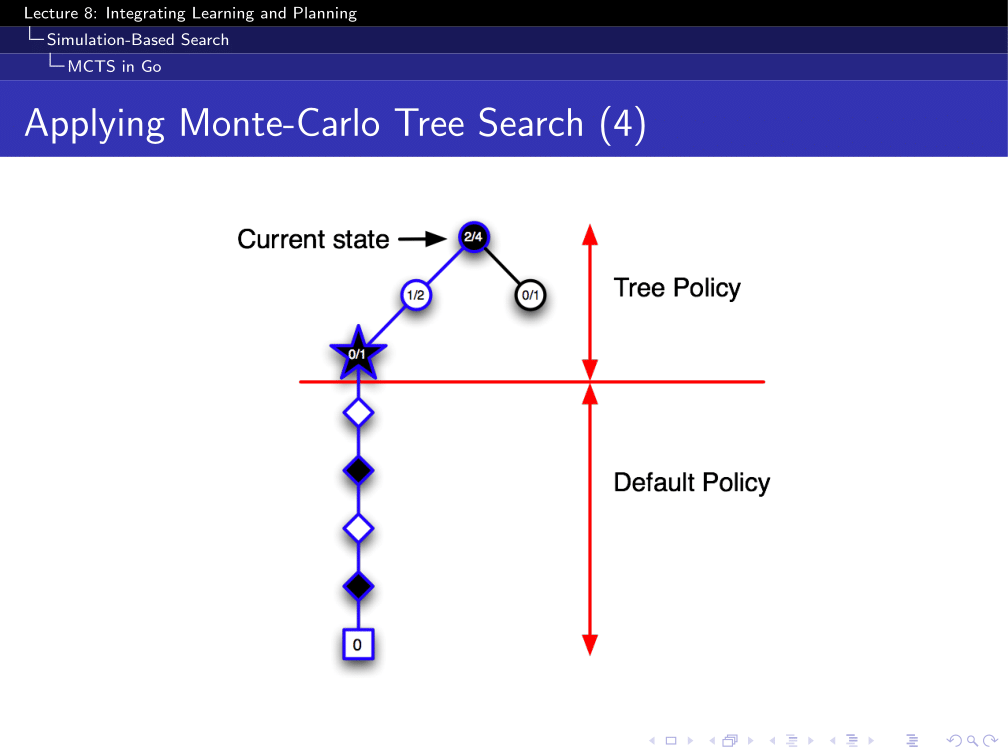 Lecture 8: Integrating Learning and Planning
Simulation-Based Search
MCTS in Go
Applying Monte-Carlo Tree Search (4)
Current state
2/4
1/2
0/1
Tree Policy
0/1
Default Policy
0